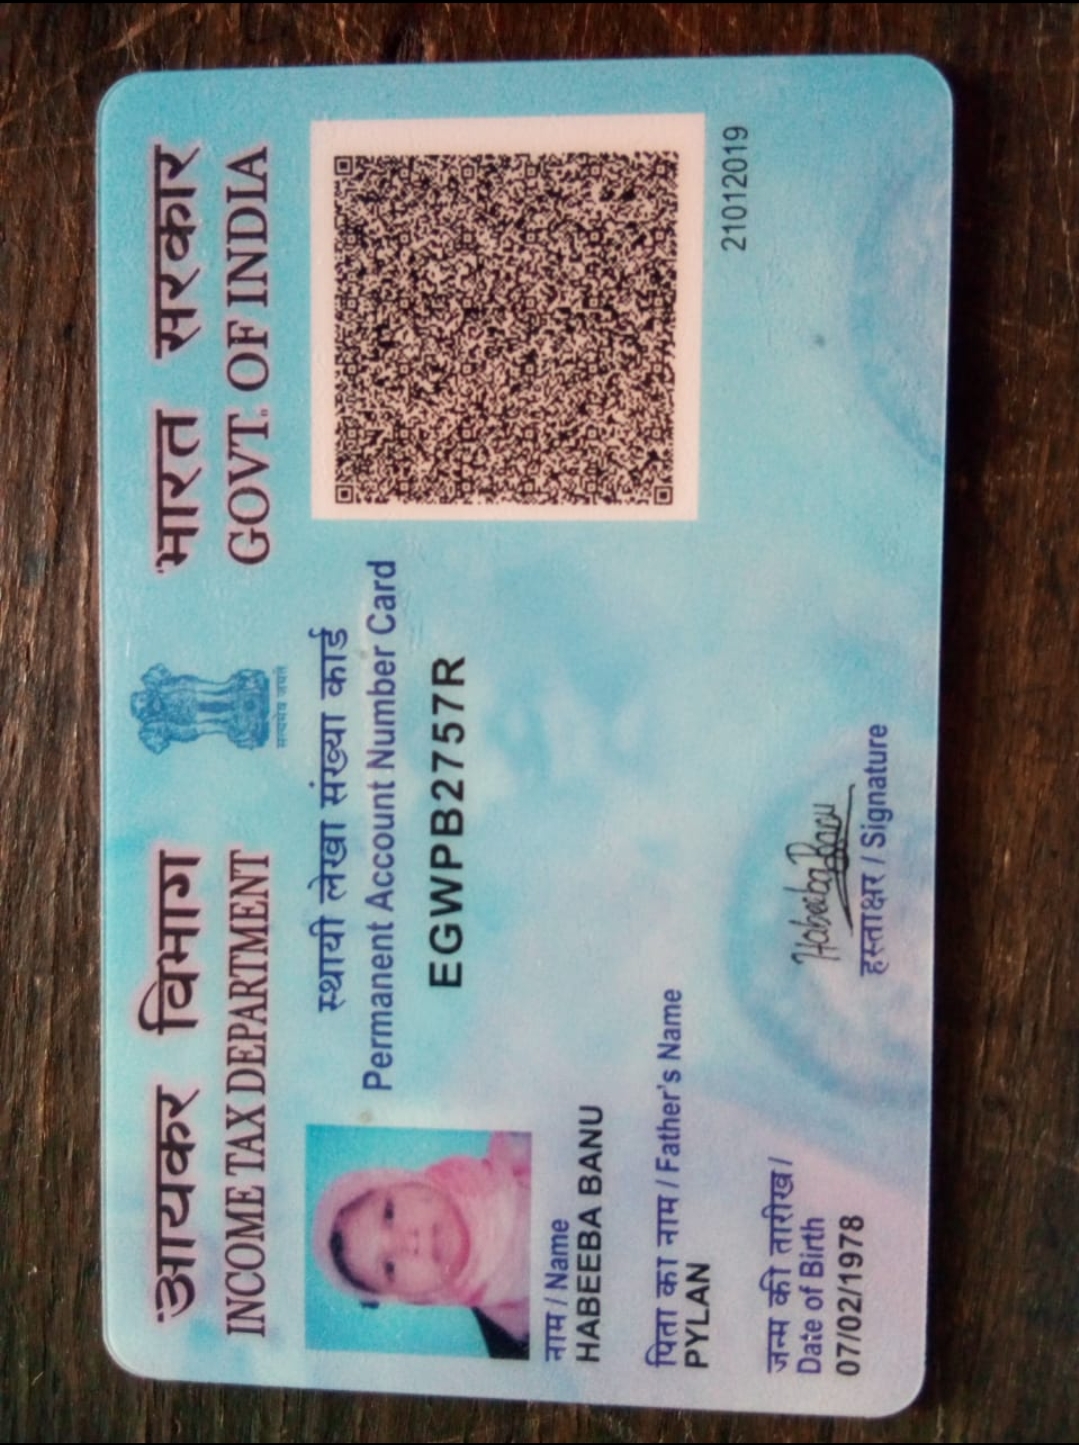 आयकर विभाग
INCOME TAX DEPARTMENT
सत्यमेव जयते
भारत सरकार
GOVT. OF INDIA
स्थायी लेखा संख्या कार्ड
Permanent Account Number Card
EGWPB2757R
नाम / Name
HABEEBA BANU
पिता का नाम / Father's Name
PYLAN
जन्म की तारीख /
Date of Birth
07/02/1978
Habeeba Banu
हस्ताक्षर / Signature
21012019